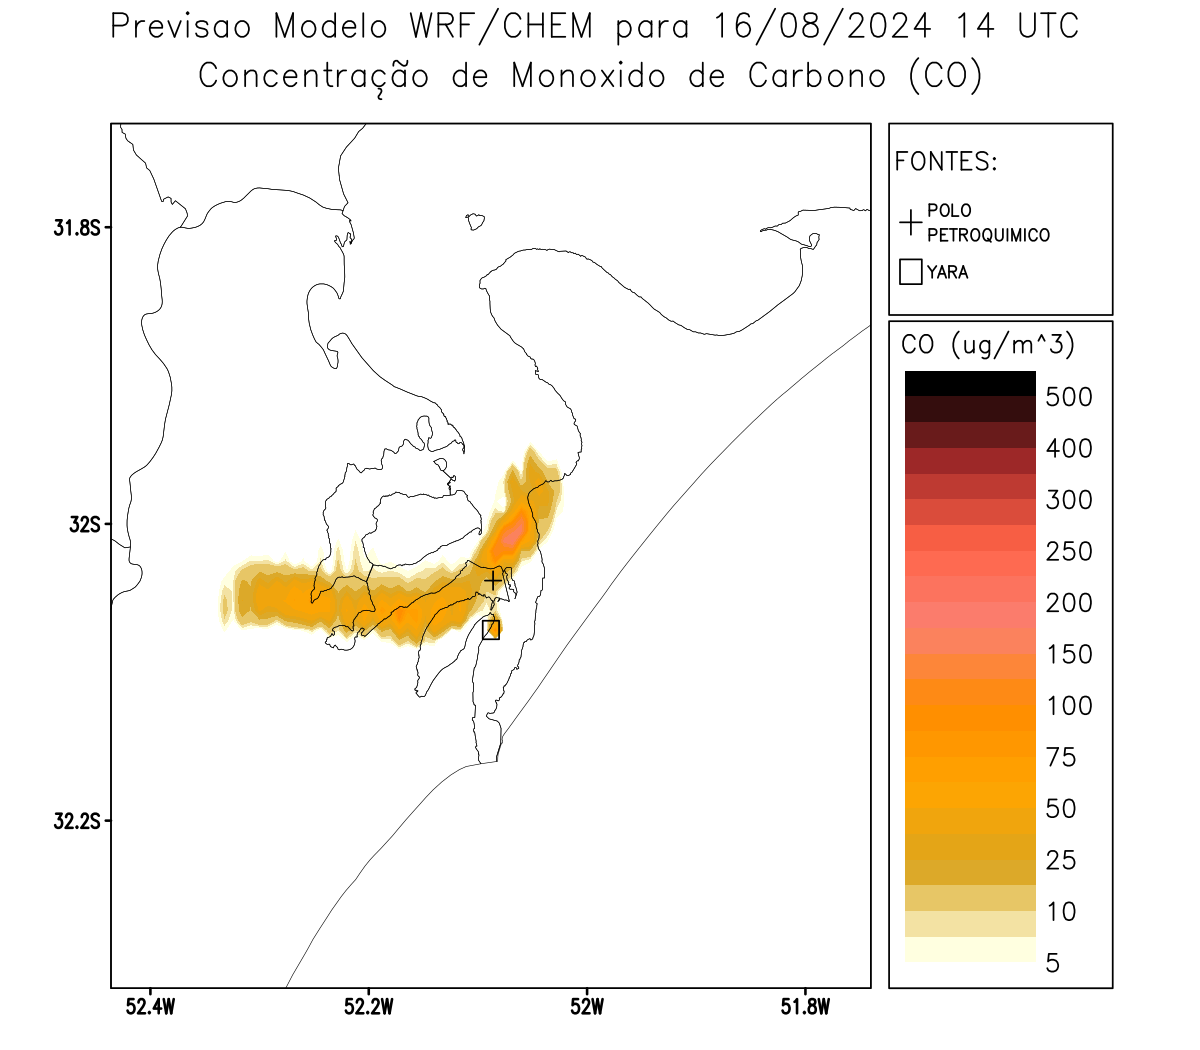 Previsao Modelo WRF/CHEM para 16/08/2024 14 UTC
Concentração de Monoxido de Carbono (CO)
FONTES:
POLO
PETROQUIMICO
YARA
31.8S
32S
32.2S
52.4W
52.2W
52W
51.8W
CO (ug/m^3)
500
400
300
250
200
150
100
75
50
25
10
5